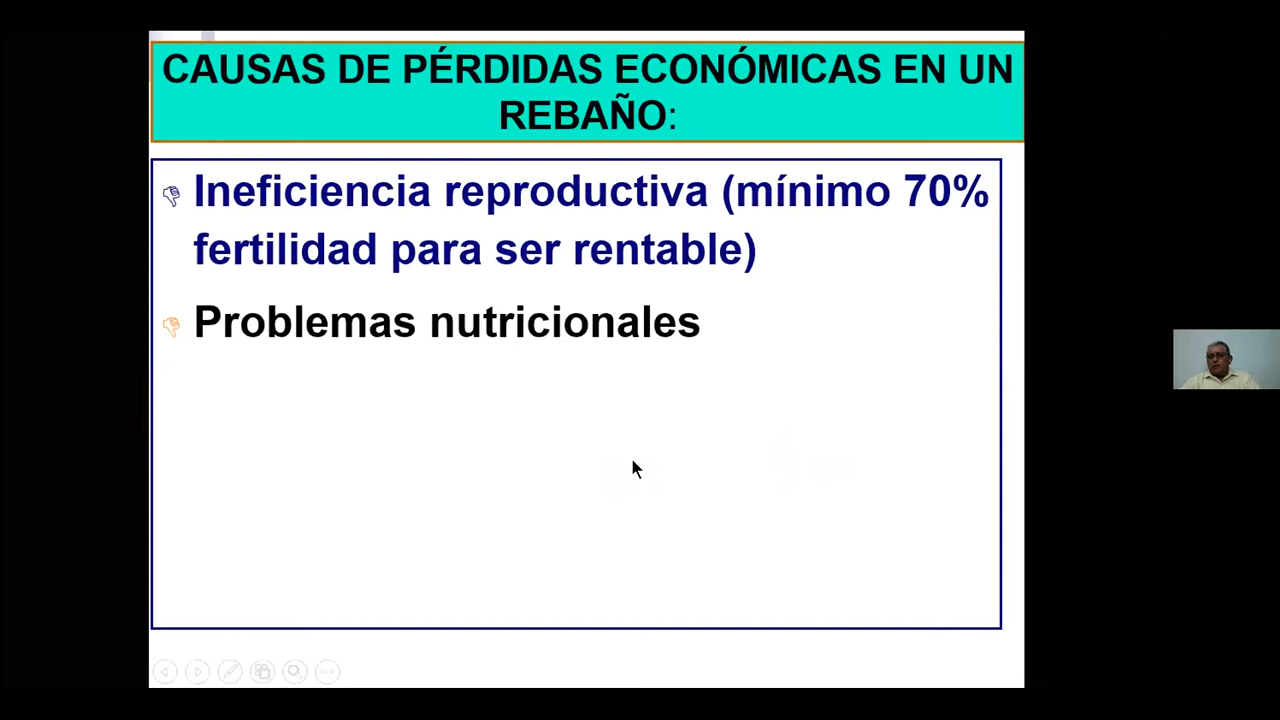 CAUSAS DE PÉRDIDAS ECONÓMICAS EN UN
REBAÑO:
Ineficiencia reproductiva (mínimo 70%
fertilidad para ser rentable)
Problemas nutricionales